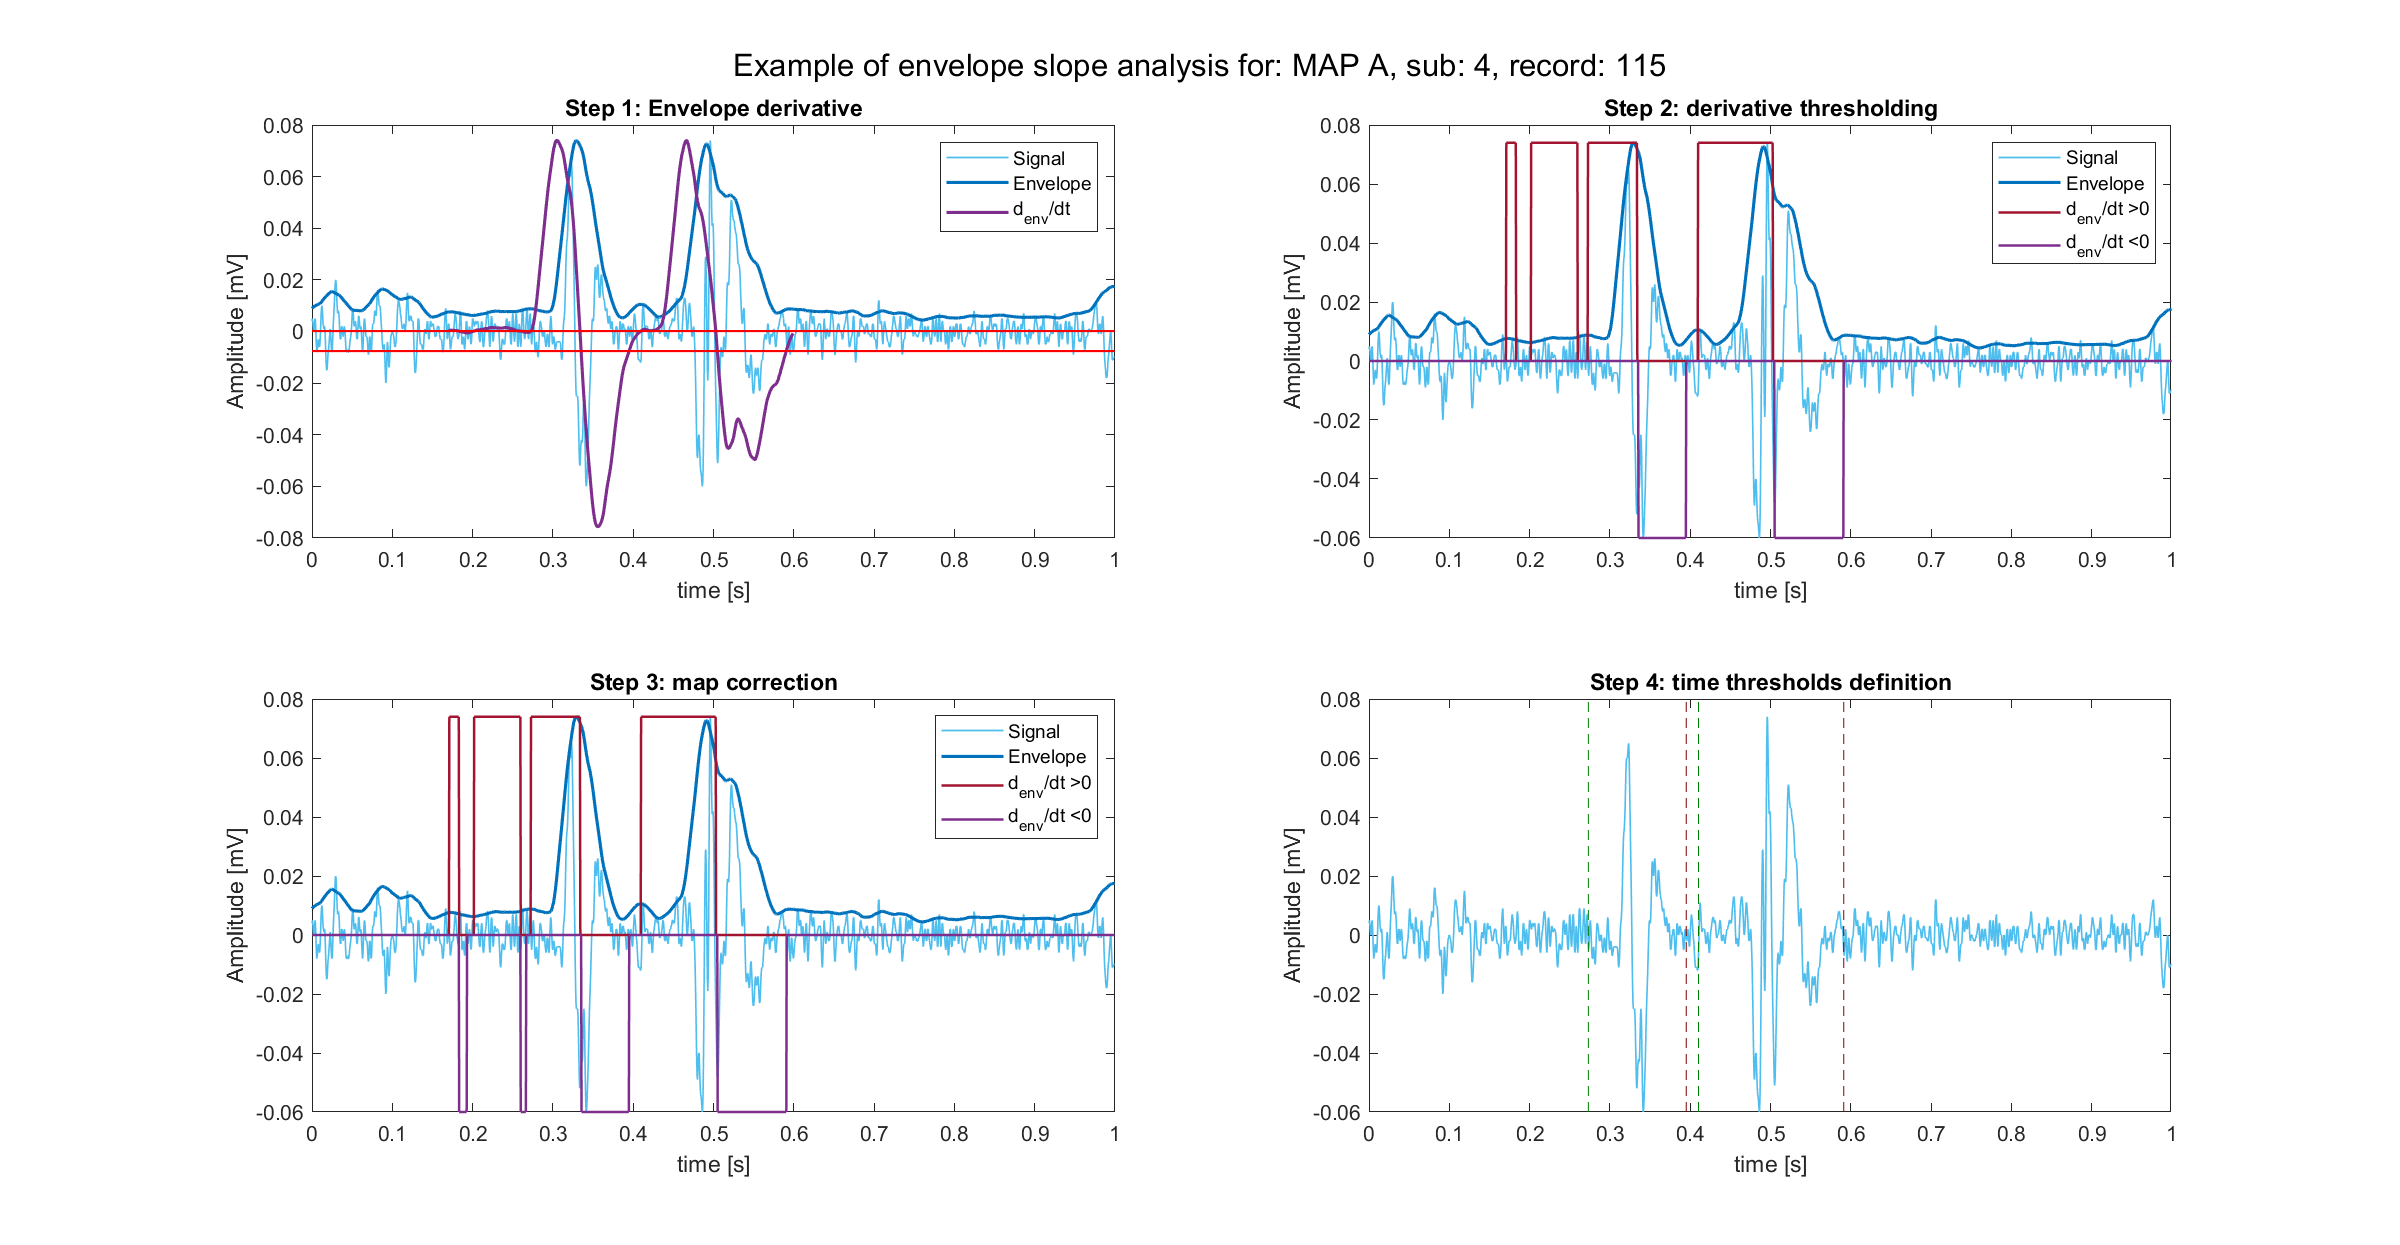 Example of envelope slope analysis for: MAP A, sub: 4, record: 115
Step 1: Envelope derivative
0.08
0.06
0.04
0.02
0
-0.02
-0.04
-0.06
-0.08
Amplitude [mV]
0 0.1 0.2 0.3 0.4 0.5 0.6 0.7 0.8 0.9 1
time [s]
Signal
Envelope
d_env/dt
Step 2: derivative thresholding
0.08
0.06
0.04
0.02
0
-0.02
-0.04
-0.06
Amplitude [mV]
0 0.1 0.2 0.3 0.4 0.5 0.6 0.7 0.8 0.9 1
time [s]
Signal
Envelope
d_env/dt >0
d_env/dt <0
Step 3: map correction
0.08
0.06
0.04
0.02
0
-0.02
-0.04
-0.06
Amplitude [mV]
0 0.1 0.2 0.3 0.4 0.5 0.6 0.7 0.8 0.9 1
time [s]
Signal
Envelope
d_env/dt >0
d_env/dt <0
Step 4: time thresholds definition
0.08
0.06
0.04
0.02
0
-0.02
-0.04
-0.06
Amplitude [mV]
0 0.1 0.2 0.3 0.4 0.5 0.6 0.7 0.8 0.9 1
time [s]